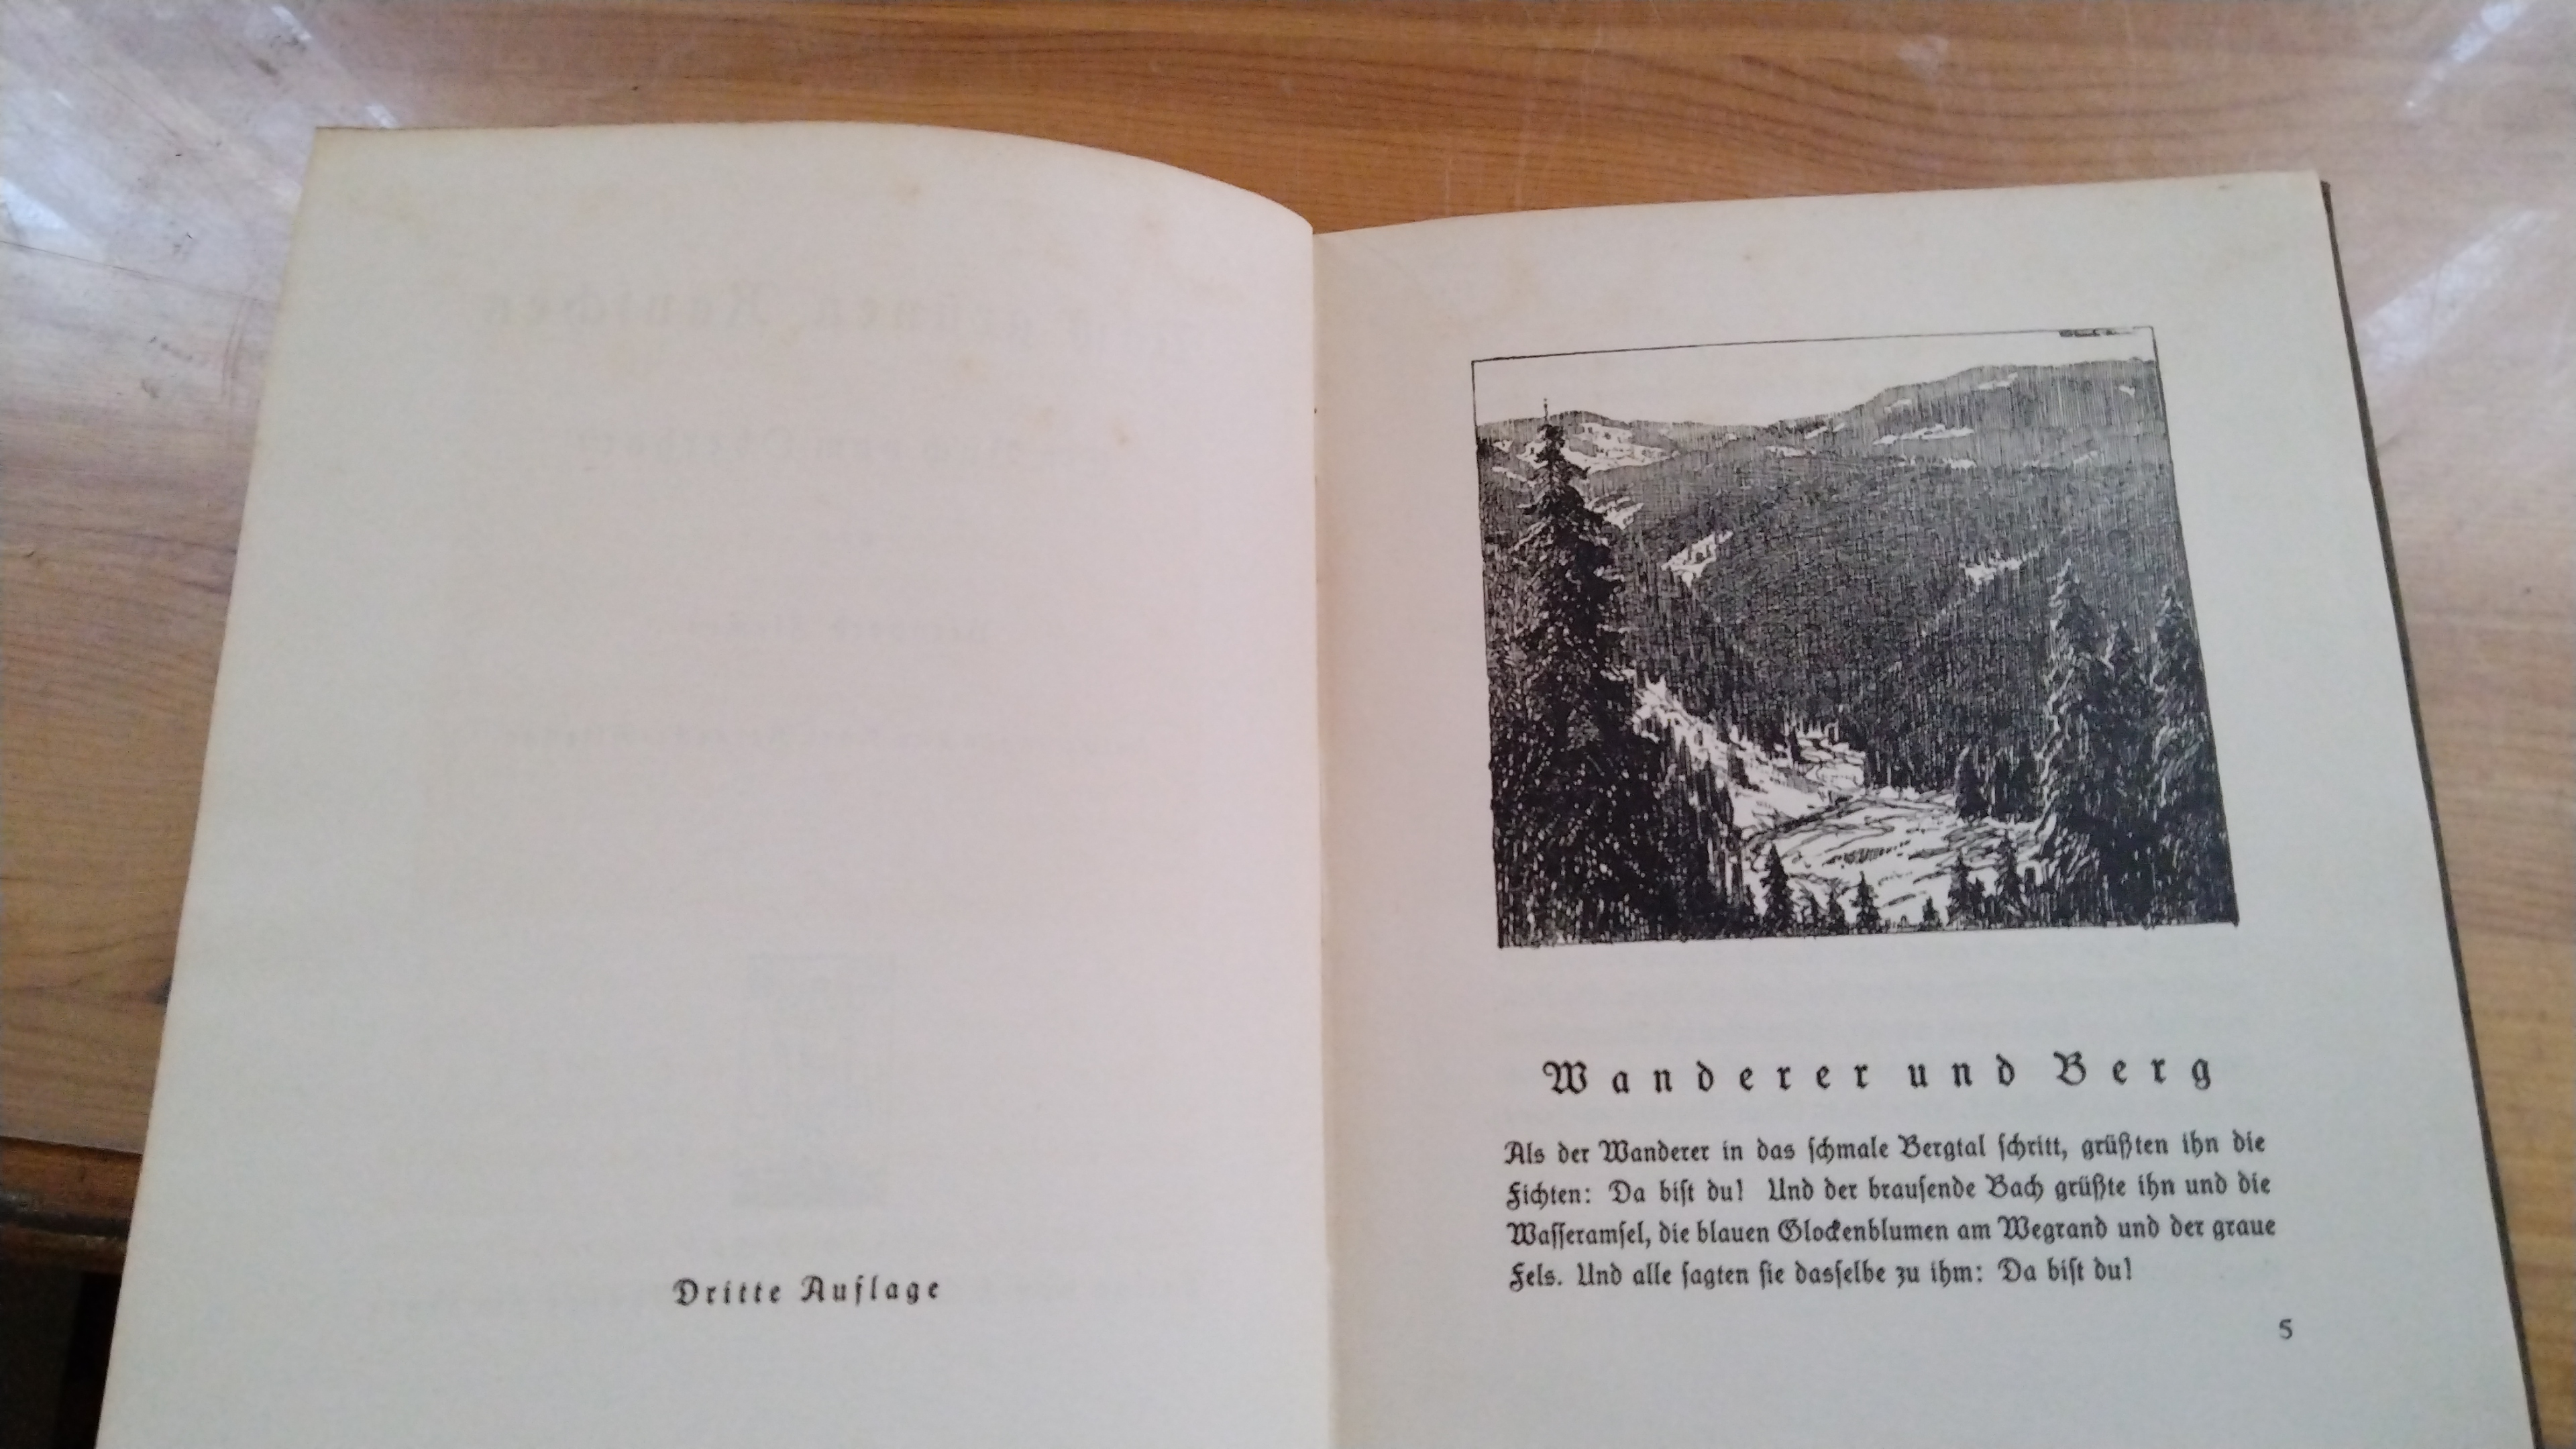 Dritte Auflage
Wanderer und Berg
Als der Wanderer in das schmale Bergtal schritt, grüßten ihn die
Fichten: Da bist du! Und der brausende Bach grüßte ihn und die
Wasseramsel, die blauen Glockenblumen am Wegrand und der graue
Fels. Und alle sagten sie dasselbe zu ihm: Da bist du!
5